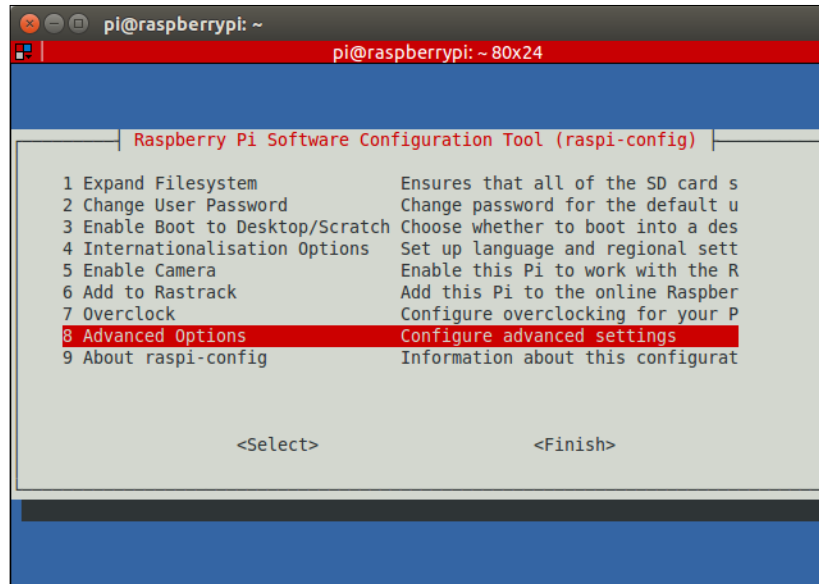 pi@raspberrypi: ~
pi@raspberrypi: ~ 80x24
Raspberry Pi Software Configuration Tool (raspi-config)
1 Expand Filesystem Ensures that all of the SD card s
2 Change User Password Change password for the default u
3 Enable Boot to Desktop/Scratch Choose whether to boot into a des
4 Internationalisation Options Set up language and regional sett
5 Enable Camera Enable this Pi to work with the R
6 Add to Rastrack Add this Pi to the online Raspber
7 Overclock Configure overclocking for your P
8 Advanced Options Configure advanced settings
9 About raspi-config Information about this configurat
<Select> <Finish>